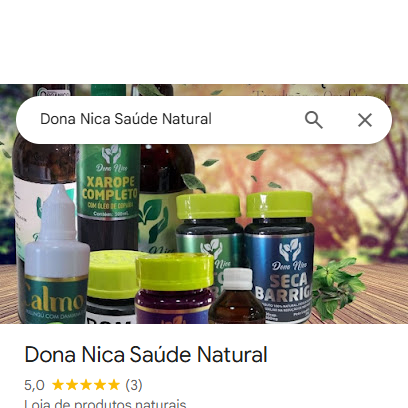 Dona Nica Saúde Natural
Dona Nica
XAROPE
COMPLETO
COM ÓLEO DE COPAÍBA
Dona Nica
SECA
BARRIG
Calmo
Dona Nica Saúde Natural
5,0 (3)
Loja de produtos naturais